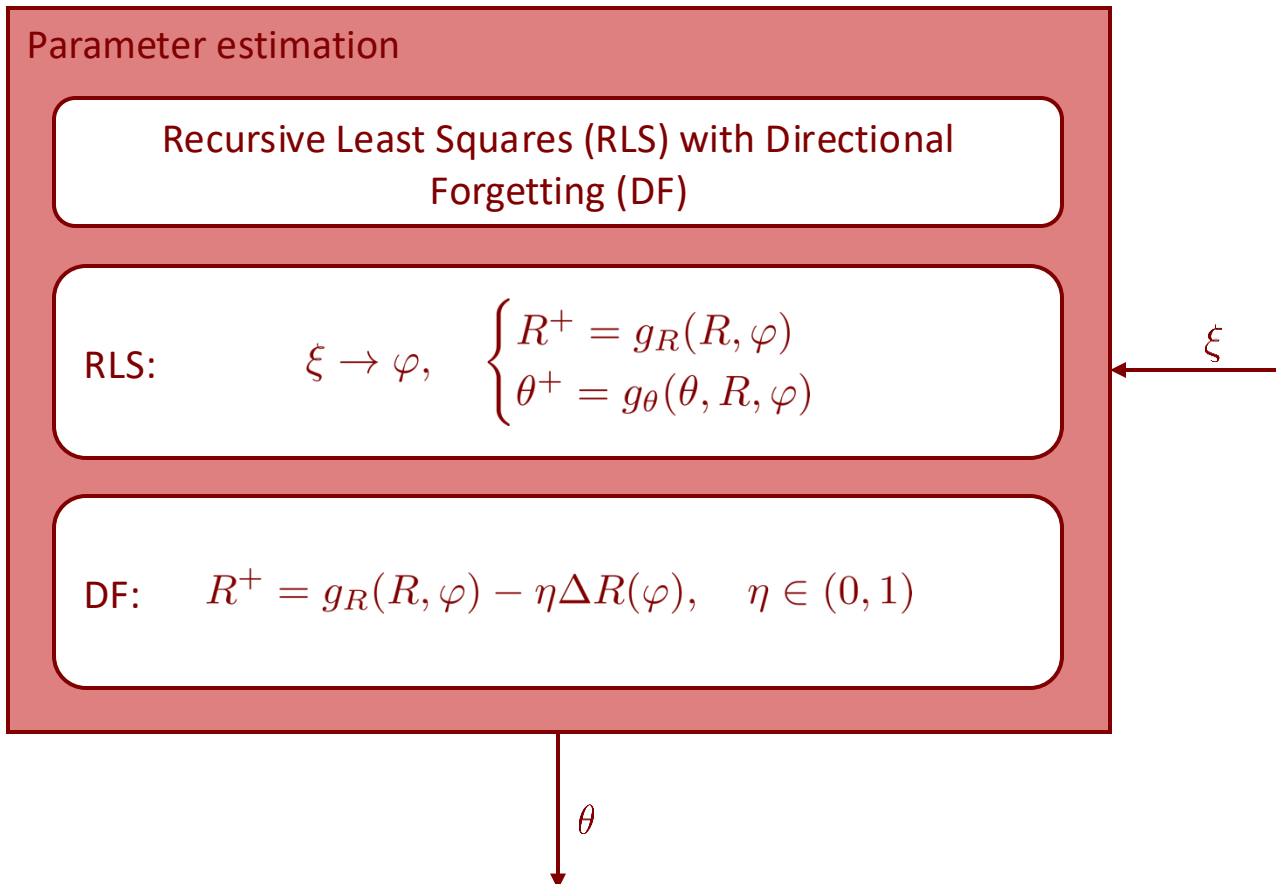 Parameter estimation
Recursive Least Squares (RLS) with Directional
Forgetting (DF)
RLS: ξ → φ, { R⁺ = g_R(R, φ)
θ⁺ = g_θ(θ, R, φ)
ξ
DF: R⁺ = g_R(R, φ) − ηΔR(φ), η ∈ (0, 1)
θ